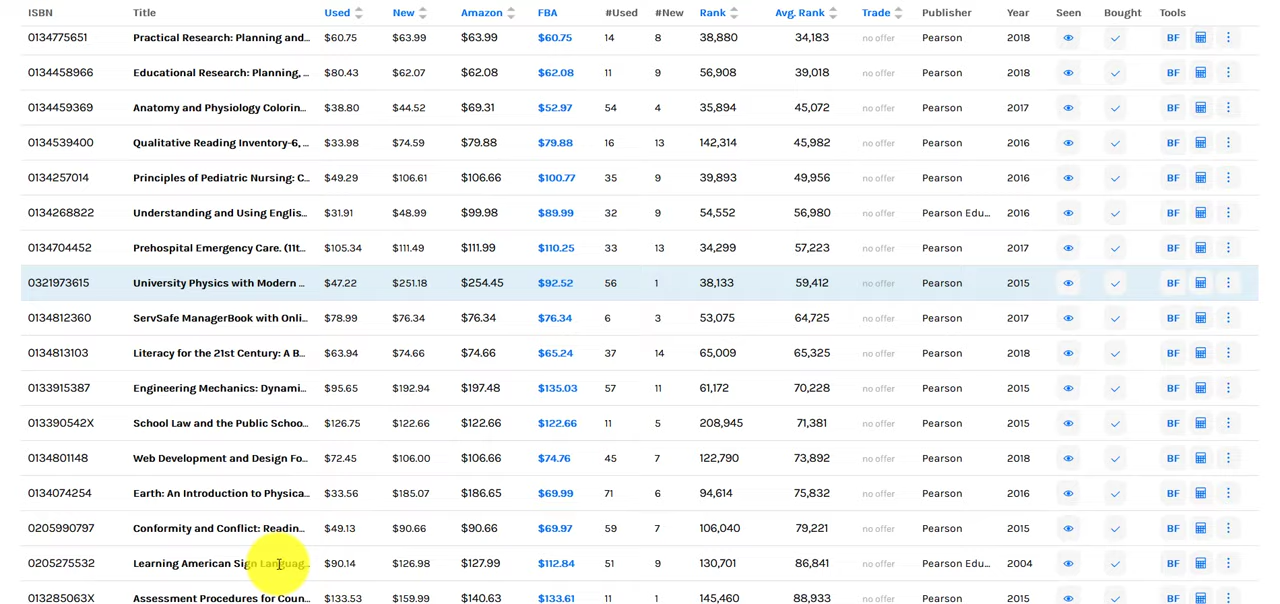 ISBN Title Used New Amazon FBA #Used #New Rank Avg. Rank Trade Publisher Year Seen Bought Tools
0134775651 Practical Research: Planning and... $60.75 $63.99 $63.99 $60.75 14 8 38,880 34,183 no offer Pearson 2018 BF
0134458966 Educational Research: Planning, ... $80.43 $62.07 $62.08 $62.08 11 9 56,908 39,018 no offer Pearson 2018 BF
0134459369 Anatomy and Physiology Colorin... $38.80 $44.52 $69.31 $52.97 54 4 35,894 45,072 no offer Pearson 2017 BF
0134539400 Qualitative Reading Inventory-6, ... $33.98 $74.59 $79.88 $79.88 16 13 142,314 45,982 no offer Pearson 2016 BF
0134257014 Principles of Pediatric Nursing: C... $49.29 $106.61 $106.66 $100.77 35 9 39,893 49,956 no offer Pearson 2016 BF
0134268822 Understanding and Using Englis... $31.91 $48.99 $99.98 $89.99 32 9 54,552 56,980 no offer Pearson Edu... 2016 BF
0134704452 Prehospital Emergency Care. (11t... $105.34 $111.49 $111.99 $110.25 33 13 34,299 57,223 no offer Pearson 2017 BF
0321973615 University Physics with Modern ... $47.22 $251.18 $254.45 $92.52 56 1 38,133 59,412 no offer Pearson 2015 BF
0134812360 ServSafe ManagerBook with Onli... $78.99 $76.34 $76.34 $76.34 6 3 53,075 64,725 no offer Pearson 2017 BF
0134813103 Literacy for the 21st Century: A B... $63.94 $74.66 $74.66 $65.24 37 14 65,009 65,325 no offer Pearson 2018 BF
0133915387 Engineering Mechanics: Dynami... $95.65 $192.94 $197.48 $135.03 57 11 61,172 70,228 no offer Pearson 2015 BF
013390542X School Law and the Public Schoo... $126.75 $122.66 $122.66 $122.66 11 5 208,945 71,381 no offer Pearson 2015 BF
0134801148 Web Development and Design Fo... $72.45 $106.00 $106.66 $74.76 45 7 122,790 73,892 no offer Pearson 2018 BF
0134074254 Earth: An Introduction to Physica... $33.56 $185.07 $186.65 $69.99 71 6 94,614 75,832 no offer Pearson 2016 BF
0205990797 Conformity and Conflict: Readin... $49.13 $90.66 $90.66 $69.97 59 7 106,040 79,221 no offer Pearson 2015 BF
0205275532 Learning American Sign Languag... $90.14 $126.98 $127.99 $112.84 51 9 130,701 86,841 no offer Pearson Edu... 2004 BF
013285063X Assessment Procedures for Coun... $133.53 $159.99 $140.63 $133.61 11 1 145,460 88,933 no offer Pearson 2015 BF